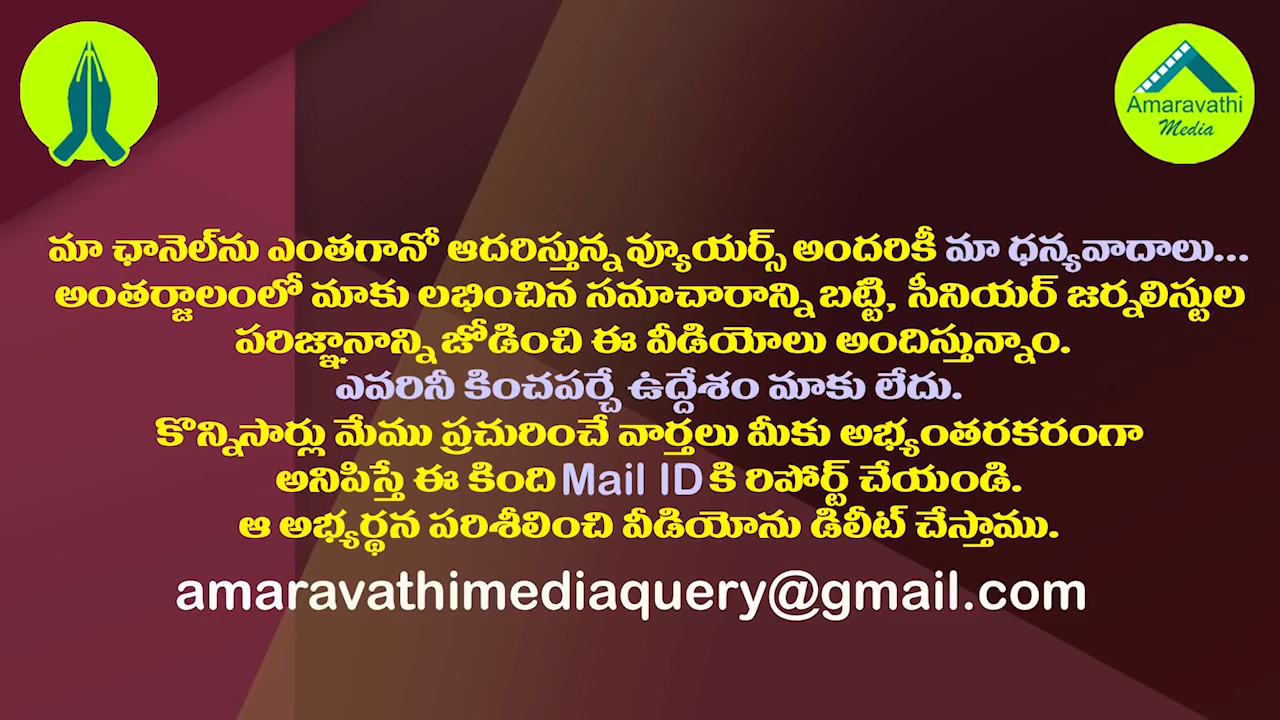 Amaravathi
Media
మా ఛానెల్‌ను ఎంతగానో ఆదరిస్తున్న వ్యూయర్స్ అందరికీ మా ధన్యవాదాలు...
అంతర్జాలంలో మాకు లభించిన సమాచారాన్ని బట్టి, సీనియర్ జర్నలిస్టుల
పరిజ్ఞానాన్ని జోడించి ఈ వీడియోలు అందిస్తున్నాం.
ఎవరినీ కించపర్చే ఉద్దేశం మాకు లేదు.
కొన్నిసార్లు మేము ప్రచురించే వార్తలు మీకు అభ్యంతరకరంగా
అనిపిస్తే ఈ కింది Mail ID కి రిపోర్ట్ చేయండి.
ఆ అభ్యర్థన పరిశీలించి వీడియోను డిలీట్ చేస్తాము.
amaravathimediaquery@gmail.com